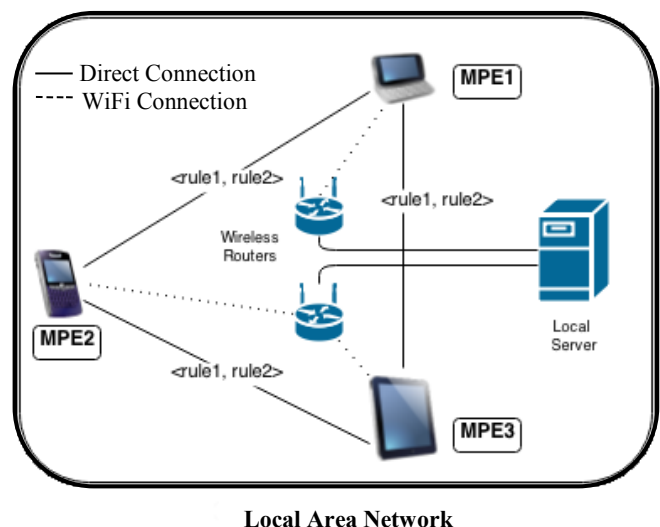 Direct Connection
WiFi Connection
MPE1
<rule1, rule2>
<rule1, rule2>
Wireless
Routers
MPE2
Local
Server
<rule1, rule2>
MPE3
Local Area Network